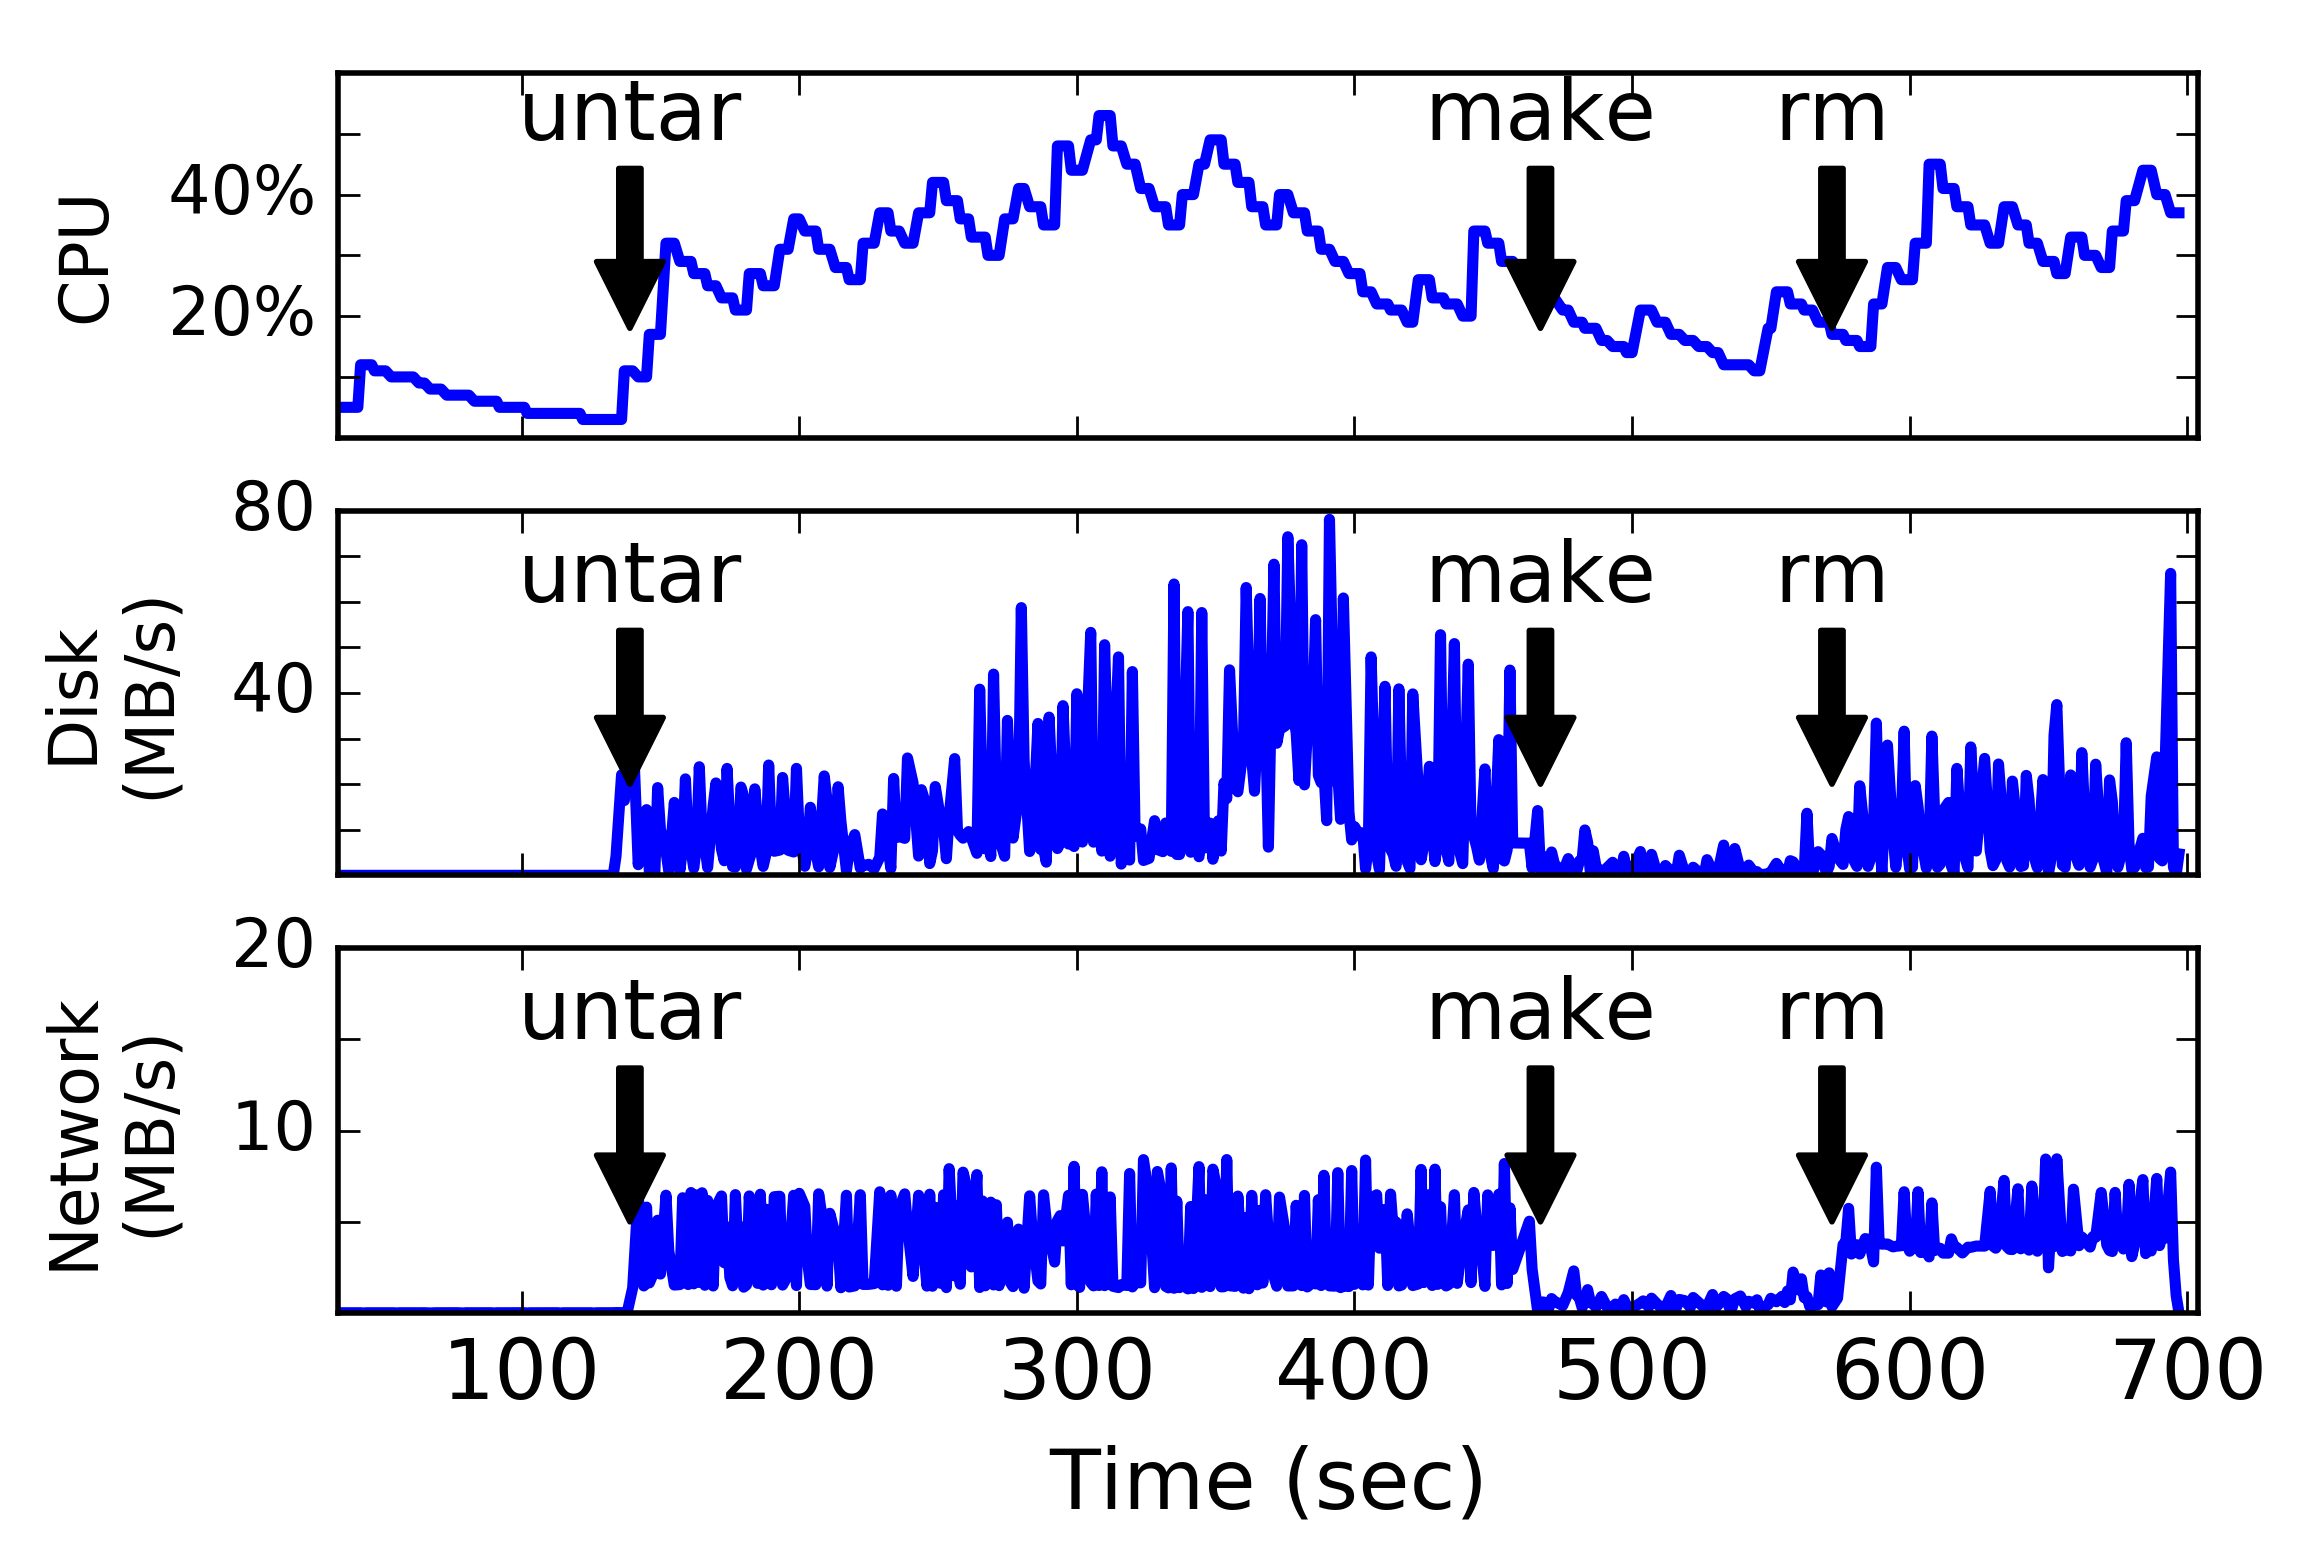 untar make rm
CPU
40%
20%
80
untar make rm
Disk
(MB/s)
40
20
untar make rm
Network
(MB/s)
10
100 200 300 400 500 600 700
Time (sec)